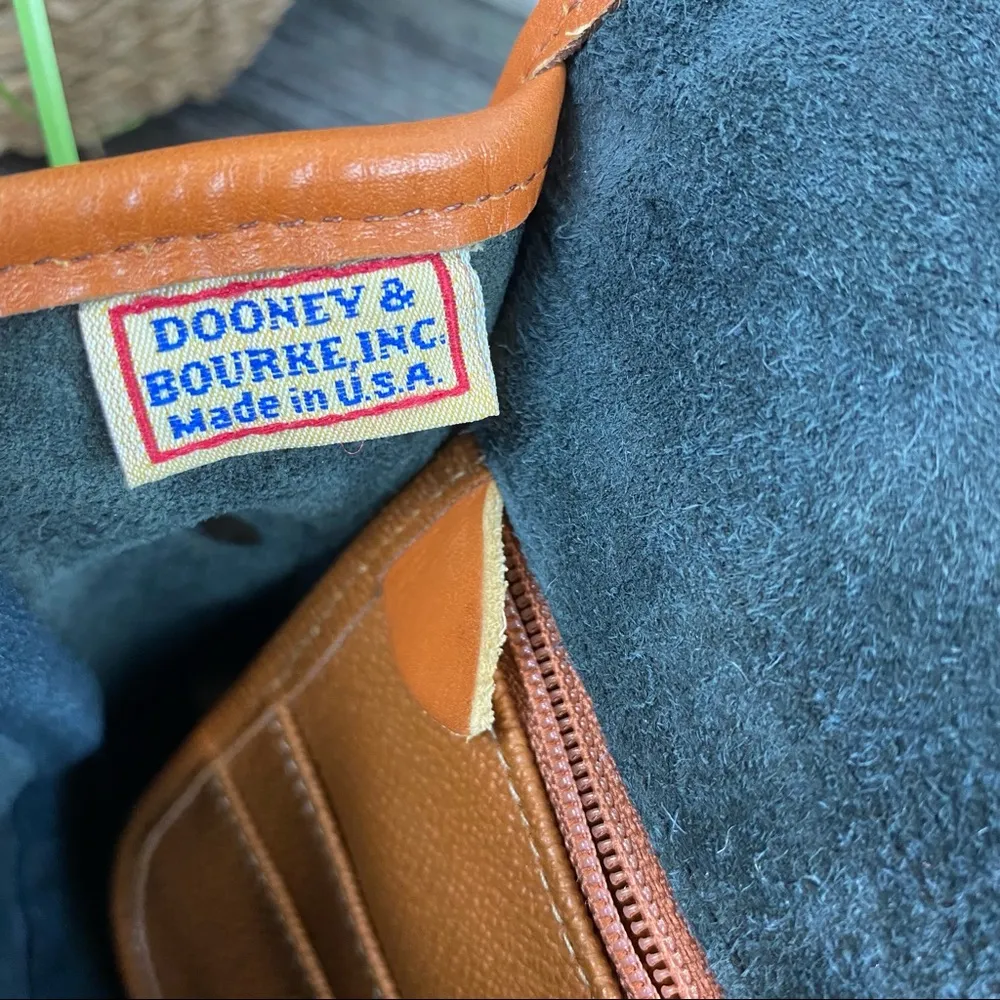 DOONEY &
BOURKE, INC.
Made in U.S.A.